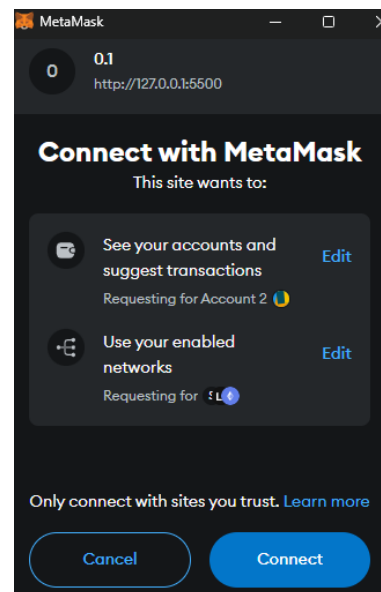 MetaMask
0
0.1
http://127.0.0.1:5500
Connect with MetaMask
This site wants to:
See your accounts and
suggest transactions
Edit
Requesting for Account 2
Use your enabled
networks
Edit
Requesting for
Only connect with sites you trust. Learn more
Cancel
Connect